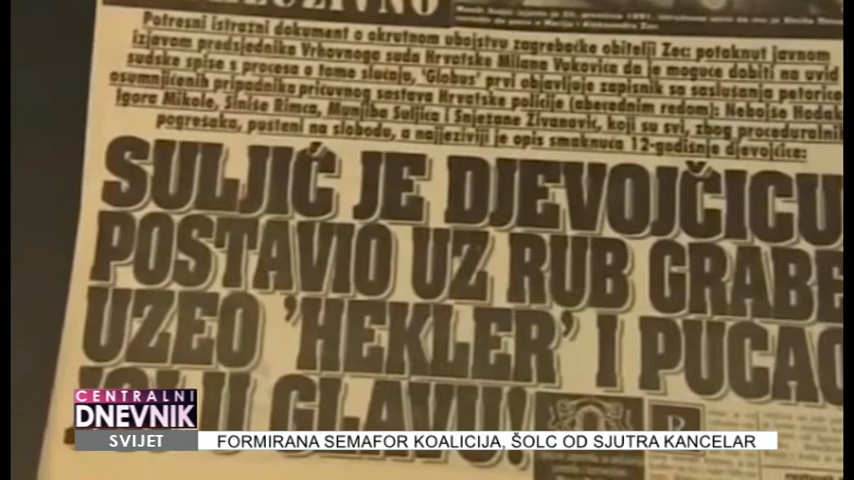 Potresni istražni dokument o okrutnom ubojstvu zagrebačke obitelji Zec: potaknut javnom
izjavom predsjednika Vrhovnoga suda Hrvatske Milana Vukovića da je moguće dobiti na uvid
sudske spise s procesa o tome slučaju, 'Globus' prvi objavljuje zapisnik sa saslušanja petorice
osumnjičenih pripadnika pričuvnog sastava Hrvatske policije (abecednim redom): Nebojše Hodak
Igora Mikole, Siniše Rimca, Munjiba Suljića i Snježane Živanović, koji su svi, zbog proceduralnih
pogrešaka, pušteni na slobodu, a najjeziviji je opis smaknuća 12-godišnje djevojčice:
SULJIĆ JE DJEVOJČICU
POSTAVIO UZ RUB GRABE
UZEO 'HEKLER' I PUCAO
JOJ U GLAVU!
CENTRALNI
DNEVNIK
SVIJET
FORMIRANA SEMAFOR KOALICIJA, ŠOLC OD SJUTRA KANCELAR